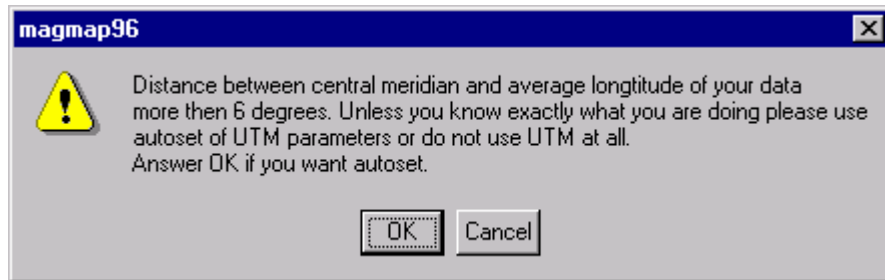 magmap96
Distance between central meridian and average longtitude of your data
more then 6 degrees. Unless you know exactly what you are doing please use
autoset of UTM parameters or do not use UTM at all.
Answer OK if you want autoset.
OK Cancel